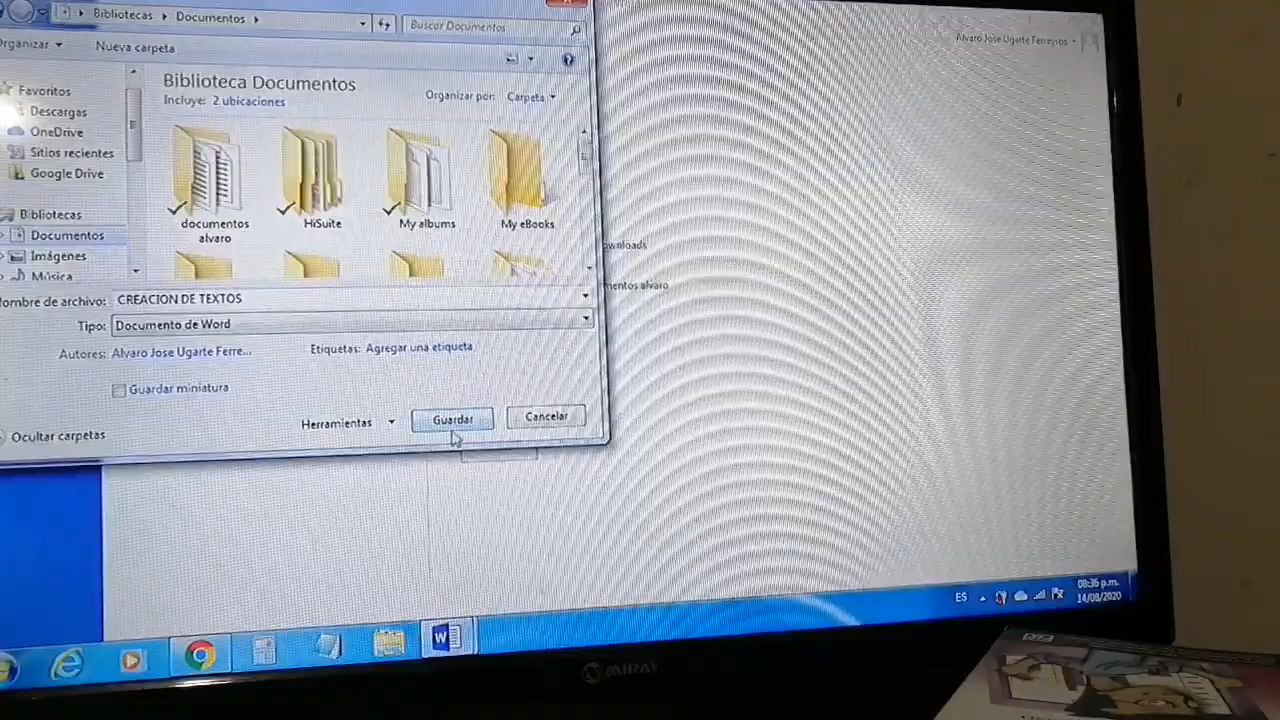 Bibliotecas ▸ Documentos ▸
Buscar Documentos
Alvaro Jose Ugarte Ferreyros
Organizar
Nueva carpeta
Biblioteca Documentos
Incluye: 2 ubicaciones
Organizar por: Carpeta
Favoritos
Descargas
OneDrive
Sitios recientes
Google Drive
Bibliotecas
Documentos
Imágenes
Música
documentos
alvaro
HiSuite
My albums
My eBooks
ownloads
mentos alvaro
ombre de archivo: CREACION DE TEXTOS
Tipo: Documento de Word
Autores: Alvaro Jose Ugarte Ferre...
Etiquetas: Agregar una etiqueta
Guardar miniatura
Herramientas
Guardar
Cancelar
Ocultar carpetas
ES
08:36 p.m.
14/08/2020
MIRAY